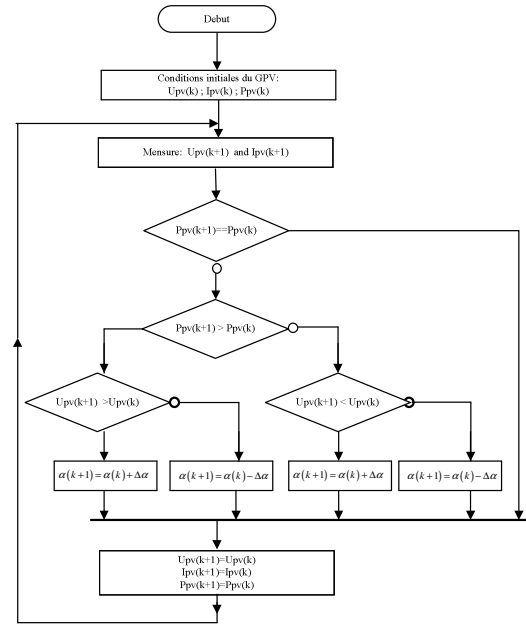 Debut
Conditions initiales du GPV:
Upv(k) ; Ipv(k) ; Ppv(k)
Mensure: Upv(k+1) and Ipv(k+1)
Ppv(k+1)==Ppv(k)
Ppv(k+1) > Ppv(k)
Upv(k+1) >Upv(k)
Upv(k+1) < Upv(k)
α(k+1)=α(k)+Δα
α(k+1)=α(k)-Δα
α(k+1)=α(k)+Δα
α(k+1)=α(k)-Δα
Upv(k+1)=Upv(k)
Ipv(k+1)=Ipv(k)
Ppv(k+1)=Ppv(k)